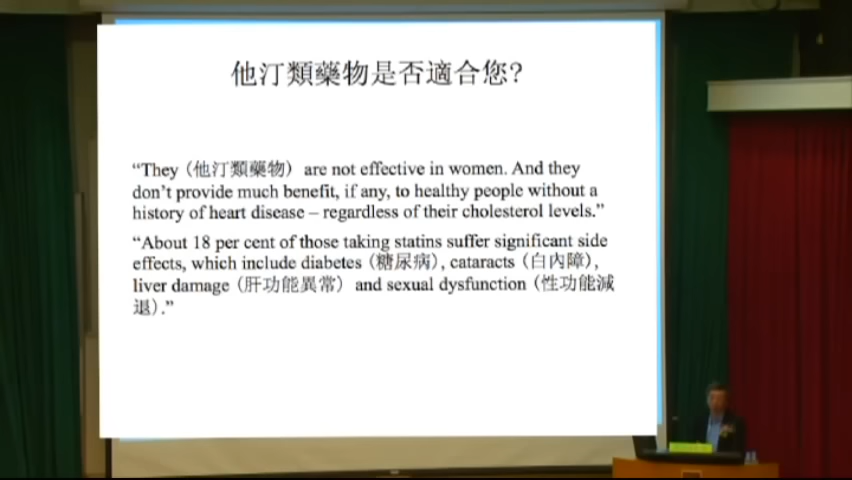 他汀類藥物是否適合您?
“They (他汀類藥物) are not effective in women. And they
don’t provide much benefit, if any, to healthy people without a
history of heart disease – regardless of their cholesterol levels.”
“About 18 per cent of those taking statins suffer significant side
effects, which include diabetes (糖尿病), cataracts (白內障),
liver damage (肝功能異常) and sexual dysfunction (性功能減
退).”